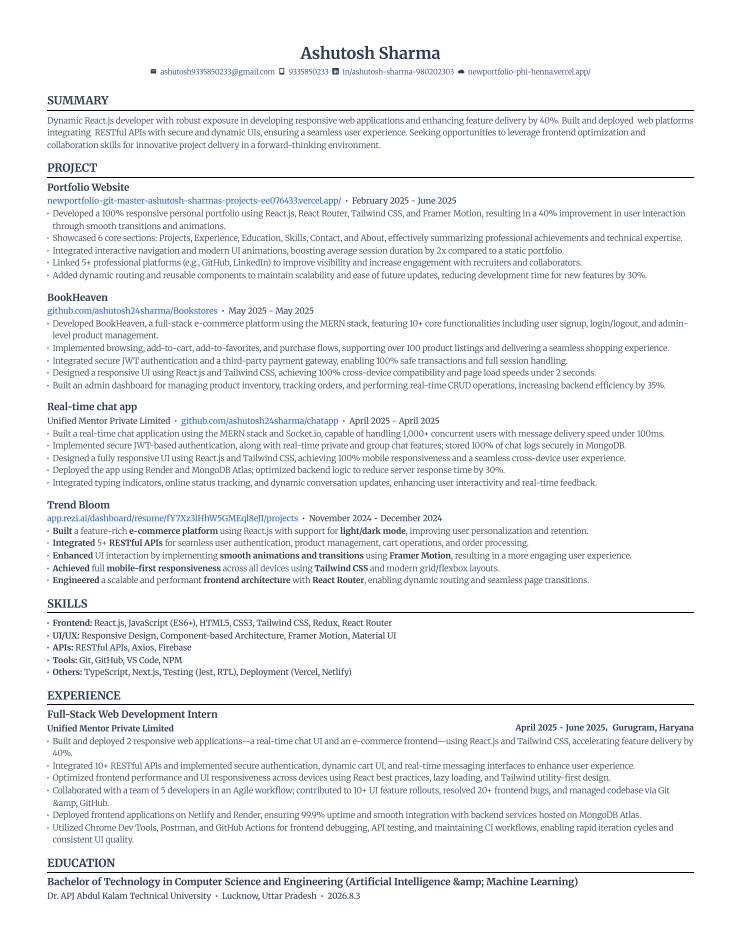 Ashutosh Sharma
ashutosh9335850233@gmail.com 9335850233 in/ashutosh-sharma-980202303 newportfolio-phi-henna.vercel.app/
SUMMARY
Dynamic React.js developer with robust exposure in developing responsive web applications and enhancing feature delivery by 40%. Built and deployed web platforms
integrating RESTful APIs with secure and dynamic UIs, ensuring a seamless user experience. Seeking opportunities to leverage frontend optimization and
collaboration skills for innovative project delivery in a forward-thinking environment.
PROJECT
Portfolio Website
newportfolio-git-master-ashutosh-sharmas-projects-ee076433.vercel.app/ • February 2025 - June 2025
• Developed a 100% responsive personal portfolio using React.js, React Router, Tailwind CSS, and Framer Motion, resulting in a 40% improvement in user interaction
through smooth transitions and animations.
• Showcased 6 core sections: Projects, Experience, Education, Skills, Contact, and About, effectively summarizing professional achievements and technical expertise.
• Integrated interactive navigation and modern UI animations, boosting average session duration by 2x compared to a static portfolio.
• Linked 5+ professional platforms (e.g., GitHub, LinkedIn) to improve visibility and increase engagement with recruiters and collaborators.
• Added dynamic routing and reusable components to maintain scalability and ease of future updates, reducing development time for new features by 30%.
BookHeaven
github.com/ashutosh24sharma/Bookstores • May 2025 - May 2025
• Developed BookHeaven, a full-stack e-commerce platform using the MERN stack, featuring 10+ core functionalities including user signup, login/logout, and admin-
level product management.
• Implemented browsing, add-to-cart, add-to-favorites, and purchase flows, supporting over 100 product listings and delivering a seamless shopping experience.
• Integrated secure JWT authentication and a third-party payment gateway, enabling 100% safe transactions and full session handling.
• Designed a responsive UI using React.js and Tailwind CSS, achieving 100% cross-device compatibility and page load speeds under 2 seconds.
• Built an admin dashboard for managing product inventory, tracking orders, and performing real-time CRUD operations, increasing backend efficiency by 35%.
Real-time chat app
Unified Mentor Private Limited • github.com/ashutosh24sharma/chatapp • April 2025 - April 2025
• Built a real-time chat application using the MERN stack and Socket.io, capable of handling 1,000+ concurrent users with message delivery speed under 100ms.
• Implemented secure JWT-based authentication, along with real-time private and group chat features; stored 100% of chat logs securely in MongoDB.
• Designed a fully responsive UI using React.js and Tailwind CSS, achieving 100% mobile responsiveness and a seamless cross-device user experience.
• Deployed the app using Render and MongoDB Atlas; optimized backend logic to reduce server response time by 30%.
• Integrated typing indicators, online status tracking, and dynamic conversation updates, enhancing user interactivity and real-time feedback.
Trend Bloom
app.rezi.ai/dashboard/resume/fY7Xz3lHhW5GMEql8eJI/projects • November 2024 - December 2024
• Built a feature-rich e-commerce platform using React.js with support for light/dark mode, improving user personalization and retention.
• Integrated 5+ RESTful APIs for seamless user authentication, product management, cart operations, and order processing.
• Enhanced UI interaction by implementing smooth animations and transitions using Framer Motion, resulting in a more engaging user experience.
• Achieved full mobile-first responsiveness across all devices using Tailwind CSS and modern grid/flexbox layouts.
• Engineered a scalable and performant frontend architecture with React Router, enabling dynamic routing and seamless page transitions.
SKILLS
• Frontend: React.js, JavaScript (ES6+), HTML5, CSS3, Tailwind CSS, Redux, React Router
• UI/UX: Responsive Design, Component-based Architecture, Framer Motion, Material UI
• APIs: RESTful APIs, Axios, Firebase
• Tools: Git, GitHub, VS Code, NPM
• Others: TypeScript, Next.js, Testing (Jest, RTL), Deployment (Vercel, Netlify)
EXPERIENCE
Full-Stack Web Development Intern
Unified Mentor Private Limited April 2025 - June 2025, Gurugram, Haryana
• Built and deployed 2 responsive web applications—a real-time chat UI and an e-commerce frontend—using React.js and Tailwind CSS, accelerating feature delivery by
40%.
• Integrated 10+ RESTful APIs and implemented secure authentication, dynamic cart UI, and real-time messaging interfaces to enhance user experience.
• Optimized frontend performance and UI responsiveness across devices using React best practices, lazy loading, and Tailwind utility-first design.
• Collaborated with a team of 5 developers in an Agile workflow; contributed to 10+ UI feature rollouts, resolved 20+ frontend bugs, and managed codebase via Git
&amp; GitHub.
• Deployed frontend applications on Netlify and Render, ensuring 99.9% uptime and smooth integration with backend services hosted on MongoDB Atlas.
• Utilized Chrome Dev Tools, Postman, and GitHub Actions for frontend debugging, API testing, and maintaining CI workflows, enabling rapid iteration cycles and
consistent UI quality.
EDUCATION
Bachelor of Technology in Computer Science and Engineering (Artificial Intelligence &amp; Machine Learning)
Dr. APJ Abdul Kalam Technical University • Lucknow, Uttar Pradesh • 2026.8.3